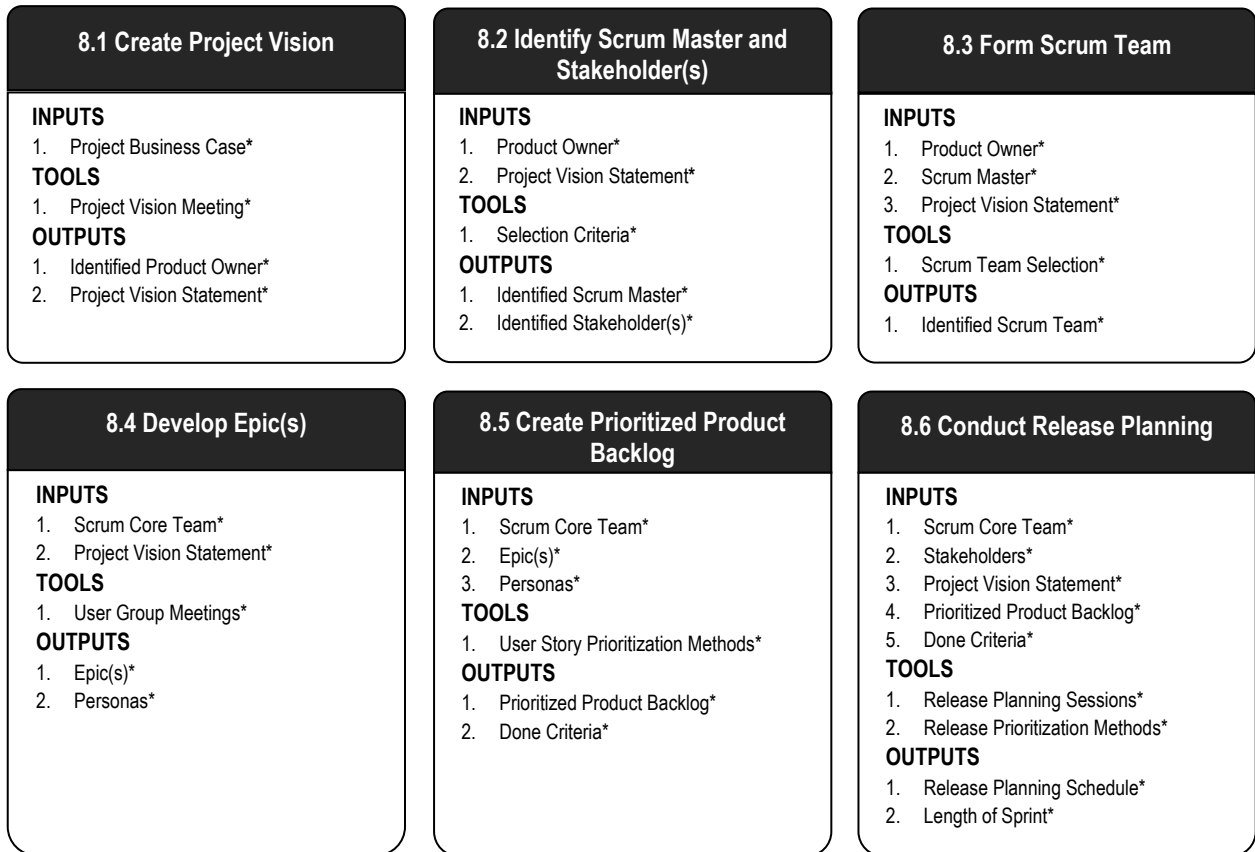 8.1 Create Project Vision
INPUTS
1. Project Business Case*
TOOLS
1. Project Vision Meeting*
OUTPUTS
1. Identified Product Owner*
2. Project Vision Statement*
8.2 Identify Scrum Master and
Stakeholder(s)
INPUTS
1. Product Owner*
2. Project Vision Statement*
TOOLS
1. Selection Criteria*
OUTPUTS
1. Identified Scrum Master*
2. Identified Stakeholder(s)*
8.3 Form Scrum Team
INPUTS
1. Product Owner*
2. Scrum Master*
3. Project Vision Statement*
TOOLS
1. Scrum Team Selection*
OUTPUTS
1. Identified Scrum Team*
8.4 Develop Epic(s)
INPUTS
1. Scrum Core Team*
2. Project Vision Statement*
TOOLS
1. User Group Meetings*
OUTPUTS
1. Epic(s)*
2. Personas*
8.5 Create Prioritized Product
Backlog
INPUTS
1. Scrum Core Team*
2. Epic(s)*
3. Personas*
TOOLS
1. User Story Prioritization Methods*
OUTPUTS
1. Prioritized Product Backlog*
2. Done Criteria*
8.6 Conduct Release Planning
INPUTS
1. Scrum Core Team*
2. Stakeholders*
3. Project Vision Statement*
4. Prioritized Product Backlog*
5. Done Criteria*
TOOLS
1. Release Planning Sessions*
2. Release Prioritization Methods*
OUTPUTS
1. Release Planning Schedule*
2. Length of Sprint*